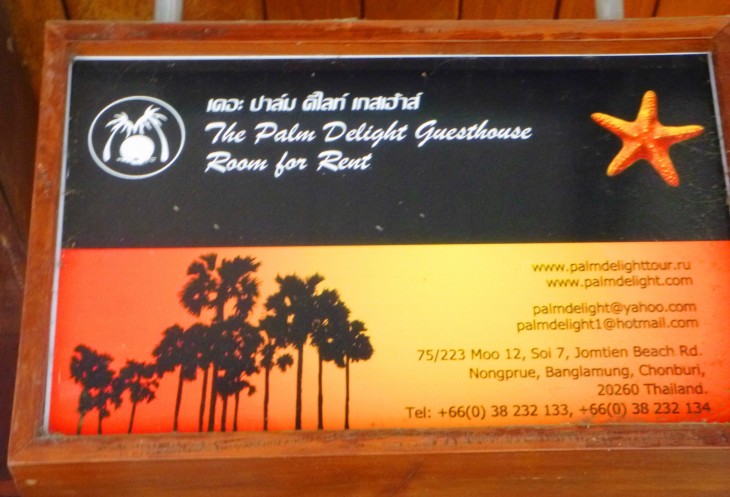 เดอะ ปาล์ม ดีไลท์ เกสเฮ้าส์
The Palm Delight Guesthouse
Room for Rent
www.palmdelighttour.ru
www.palmdelight.com
palmdelight@yahoo.com
palmdelight1@hotmail.com
75/223 Moo 12, Soi 7, Jomtien Beach Rd.
Nongprue, Banglamung, Chonburi,
20260 Thailand.
Tel: +66(0) 38 232 133, +66(0) 38 232 134